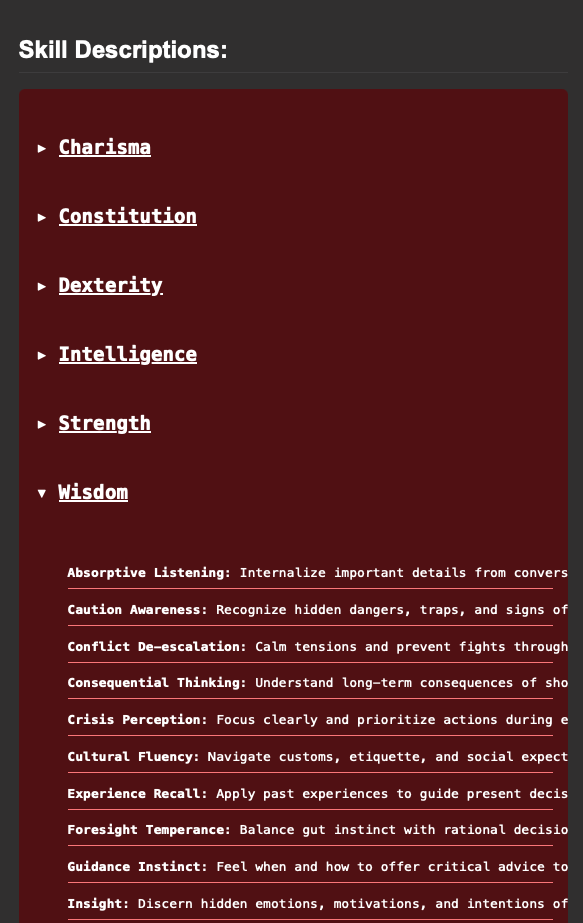 Skill Descriptions:
Charisma
Constitution
Dexterity
Intelligence
Strength
Wisdom
Absorptive Listening: Internalize important details from convers
Caution Awareness: Recognize hidden dangers, traps, and signs of
Conflict De-escalation: Calm tensions and prevent fights through
Consequential Thinking: Understand long-term consequences of sho
Crisis Perception: Focus clearly and prioritize actions during e
Cultural Fluency: Navigate customs, etiquette, and social expect
Experience Recall: Apply past experiences to guide present decis
Foresight Temperance: Balance gut instinct with rational decisio
Guidance Instinct: Feel when and how to offer critical advice to
Insight: Discern hidden emotions, motivations, and intentions of